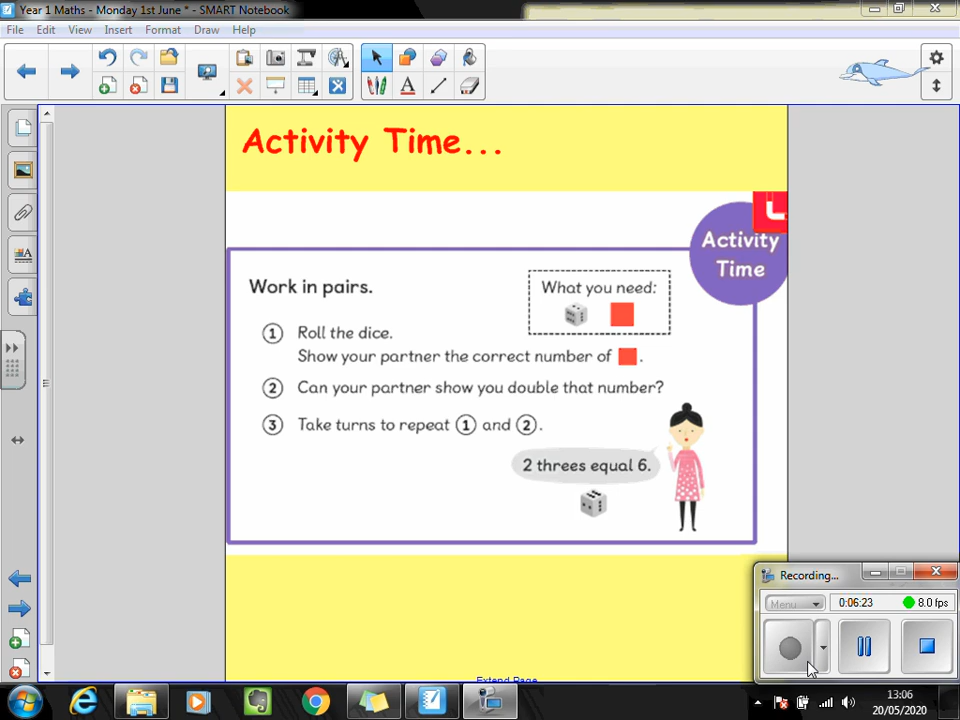 Year 1 Maths - Monday 1st June * - SMART Notebook
File Edit View Insert Format Draw Help
Activity Time...
Activity
Time
Work in pairs.
What you need:
1 Roll the dice.
Show your partner the correct number of .
2 Can your partner show you double that number?
3 Take turns to repeat 1 and 2.
2 threes equal 6.
Extend Page
Recording...
Menu
0:06:23
8.0 fps
13:06
20/05/2020